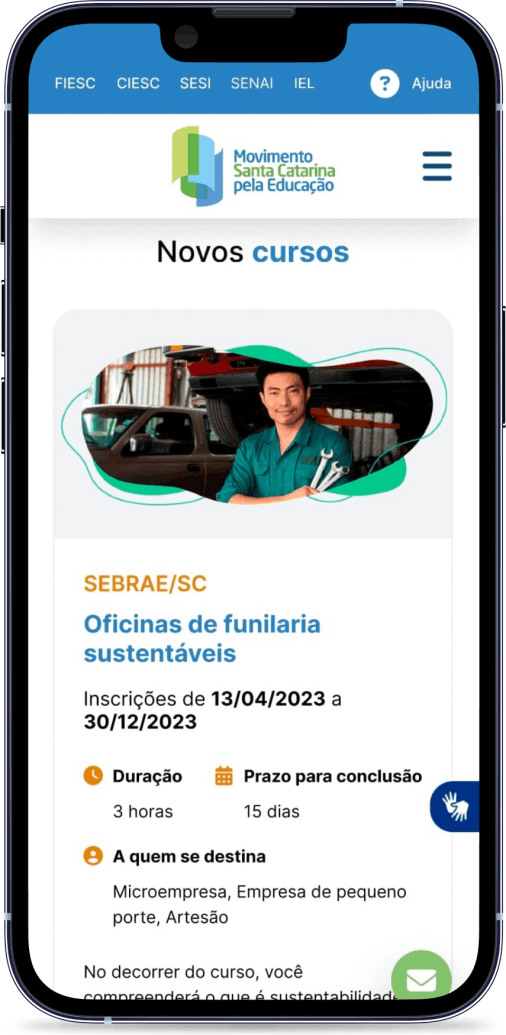 FIESC CIESC SESI SENAI IEL ? Ajuda
Movimento
Santa Catarina
pela Educação
Novos cursos
SEBRAE/SC
Oficinas de funilaria
sustentáveis
Inscrições de 13/04/2023 a
30/12/2023
Duração Prazo para conclusão
3 horas 15 dias
A quem se destina
Microempresa, Empresa de pequeno
porte, Artesão
No decorrer do curso, você
compreenderá o que é sustentabilidade